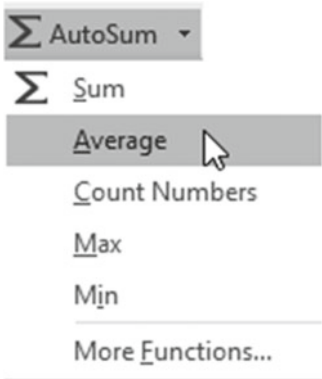 Σ AutoSum
Σ Sum
Average
Count Numbers
Max
Min
More Functions...